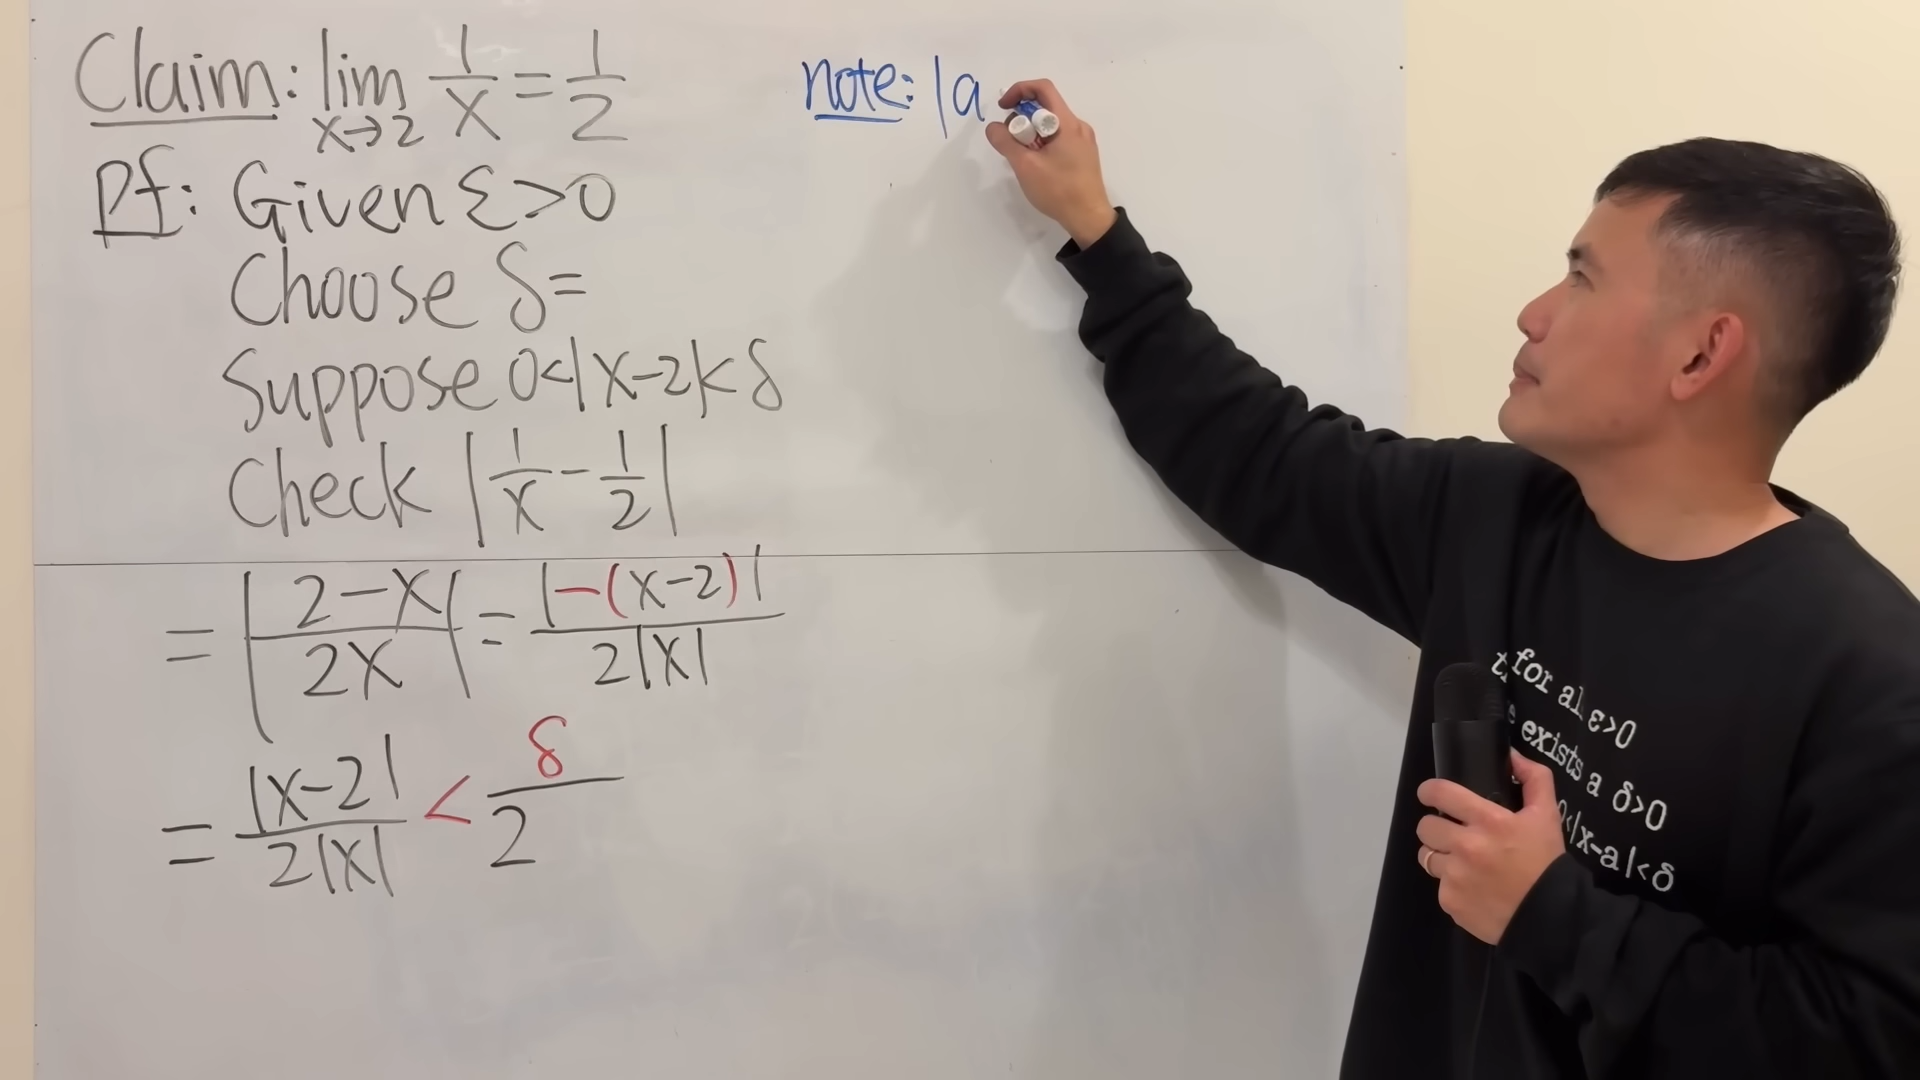 Claim: lim x→2 1/x = 1/2
Pf: Given ε>0
Choose δ=
Suppose 0<|x-2|<δ
Check |1/x - 1/2|
= |2-x / 2x| = |-(x-2)| / 2|x|
= |x-2| / 2|x| < δ / 2
note: |a
for al ε>0
exists a δ>0
0<|x-a|<δ